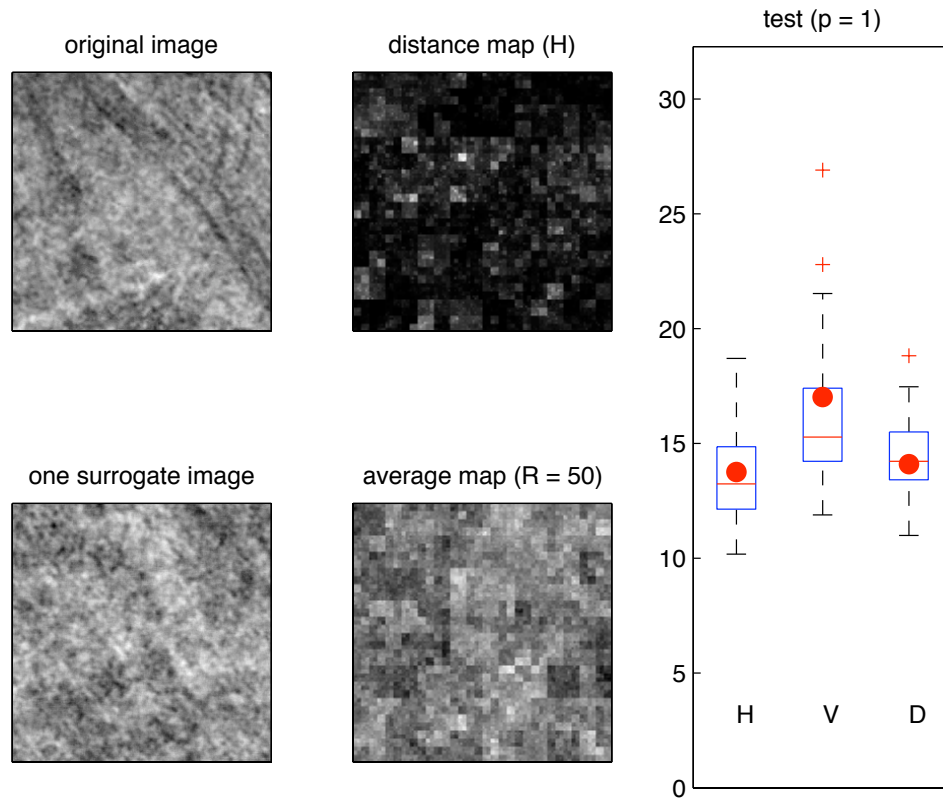 original image
distance map (H)
test (p = 1)
30
25
20
15
10
5
0
H V D
one surrogate image
average map (R = 50)